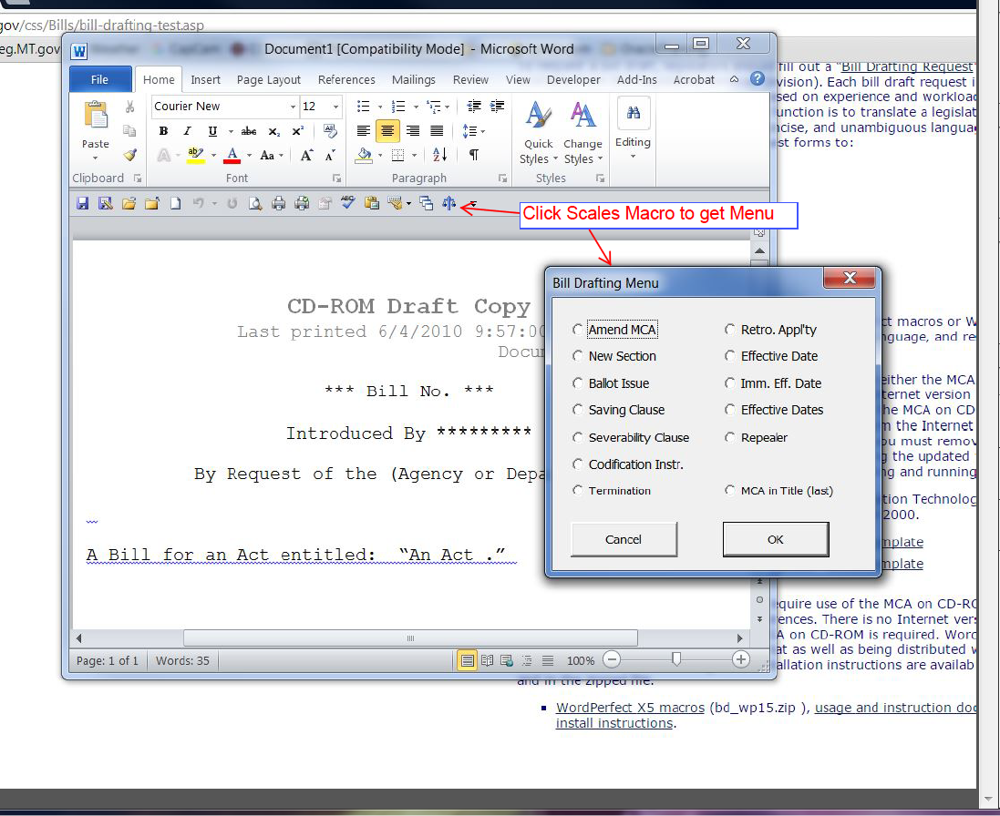 gov/css/Bills/bill-drafting-test.asp
eg.MT.gov
Document1 [Compatibility Mode] - Microsoft Word
File Home Insert Page Layout References Mailings Review View Developer Add-Ins Acrobat
Courier New 12
Paste
Quick Styles
Change Styles
Editing
Clipboard Font Paragraph Styles
Click Scales Macro to get Menu
CD-ROM Draft Copy
Last printed 6/4/2010 9:57:00
Docu
*** Bill No. ***
Introduced By *********
By Request of the (Agency or Depa
A Bill for an Act entitled: “An Act .”
Page: 1 of 1 Words: 35 100%
Bill Drafting Menu
Amend MCA Retro. Appl'ty
New Section Effective Date
Ballot Issue Imm. Eff. Date
Saving Clause Effective Dates
Severability Clause Repealer
Codification Instr.
Termination MCA in Title (last)
Cancel OK
fill out a "Bill Drafting Request"
vision). Each bill draft request i
sed on experience and workloa
unction is to translate a legislat
ncise, and unambiguous langua
st forms to:
ct macros or W
nguage, and re
either the MCA
ternet version
he MCA on CD
m the Internet
ou must remov
g the updated
ng and running
tion Technolog
2000.
mplate
mplate
equire use of the MCA on CD-RO
ences. There is no Internet vers
A on CD-ROM is required. Word
at as well as being distributed w
allation instructions are availab
and in the zipped file.
WordPerfect X5 macros (bd_wp15.zip ), usage and instruction doc
install instructions.